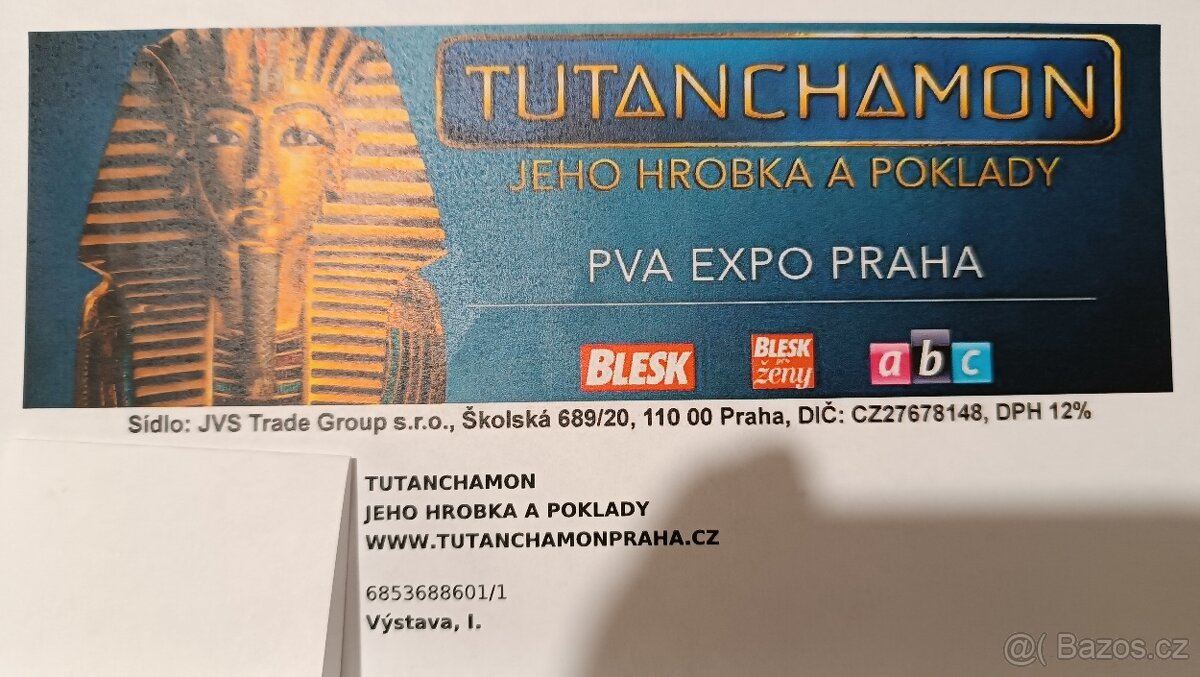 TUTANCHAMON
JEHO HROBKA A POKLADY
PVA EXPO PRAHA
BLESK
BLESK
pro
ženy
abc
Sídlo: JVS Trade Group s.r.o., Školská 689/20, 110 00 Praha, DIČ: CZ27678148, DPH 12%
TUTANCHAMON
JEHO HROBKA A POKLADY
WWW.TUTANCHAMONPRAHA.CZ
6853688601/1
Výstava, I.
@( Bazos.cz